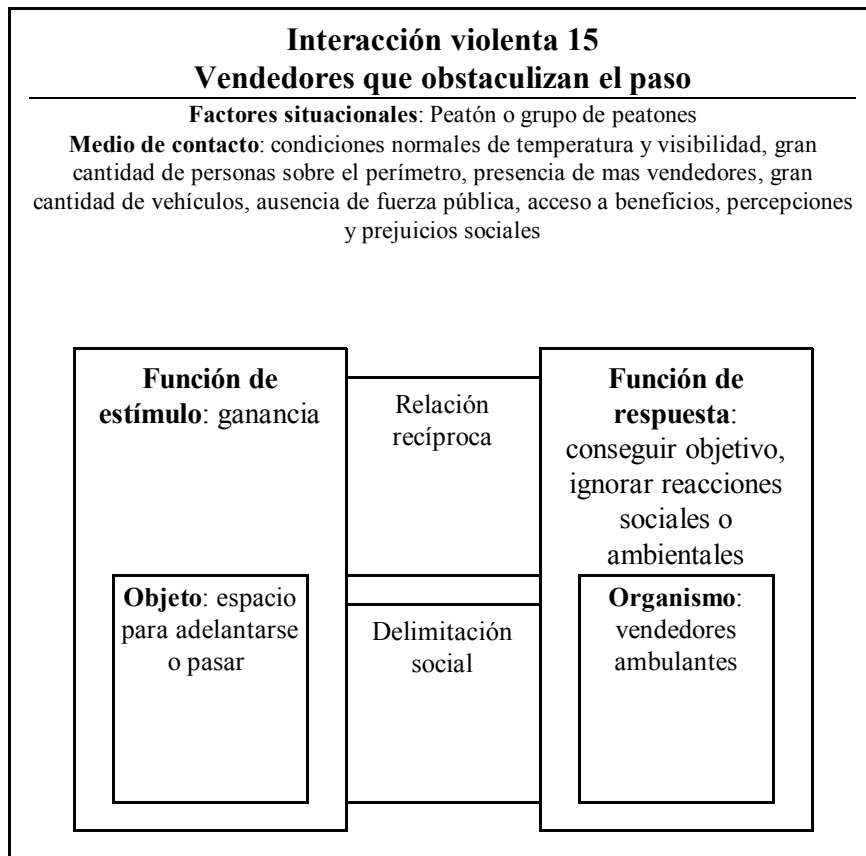 Interacción violenta 15
Vendedores que obstaculizan el paso
Factores situacionales: Peatón o grupo de peatones
Medio de contacto: condiciones normales de temperatura y visibilidad, gran
cantidad de personas sobre el perímetro, presencia de mas vendedores, gran
cantidad de vehículos, ausencia de fuerza pública, acceso a beneficios, percepciones
y prejuicios sociales
Función de
estímulo: ganancia
Relación
recíproca
Función de
respuesta:
conseguir objetivo,
ignorar reacciones
sociales o
ambientales
Objeto: espacio
para adelantarse
o pasar
Delimitación
social
Organismo:
vendedores
ambulantes